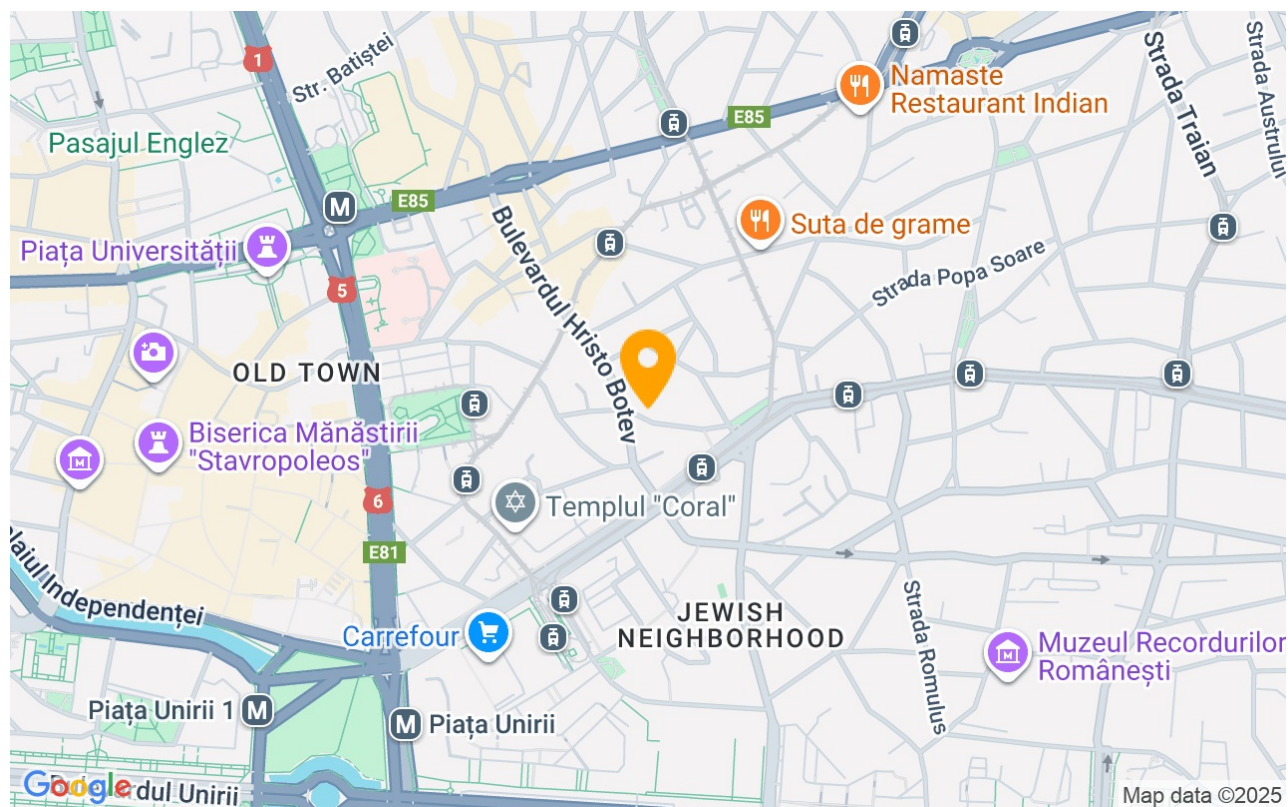 1
Str. Batiștei
Pasajul Englez
E85
Namaste
Restaurant Indian
Strada Traian
Strada Austrului
M
E85
Piața Universității
Bulevardul Hristo Botev
Suta de grame
Strada Popa Soare
5
OLD TOWN
Biserica Mănăstirii
"Stavropoleos"
M
6
Templul "Coral"
E81
Independenței
Carrefour
JEWISH
NEIGHBORHOOD
Strada Romulus
M
Muzeul Recordurilor
Românești
Piața Unirii 1
M
M
Piața Unirii
Google
dul Unirii
Map data ©2025